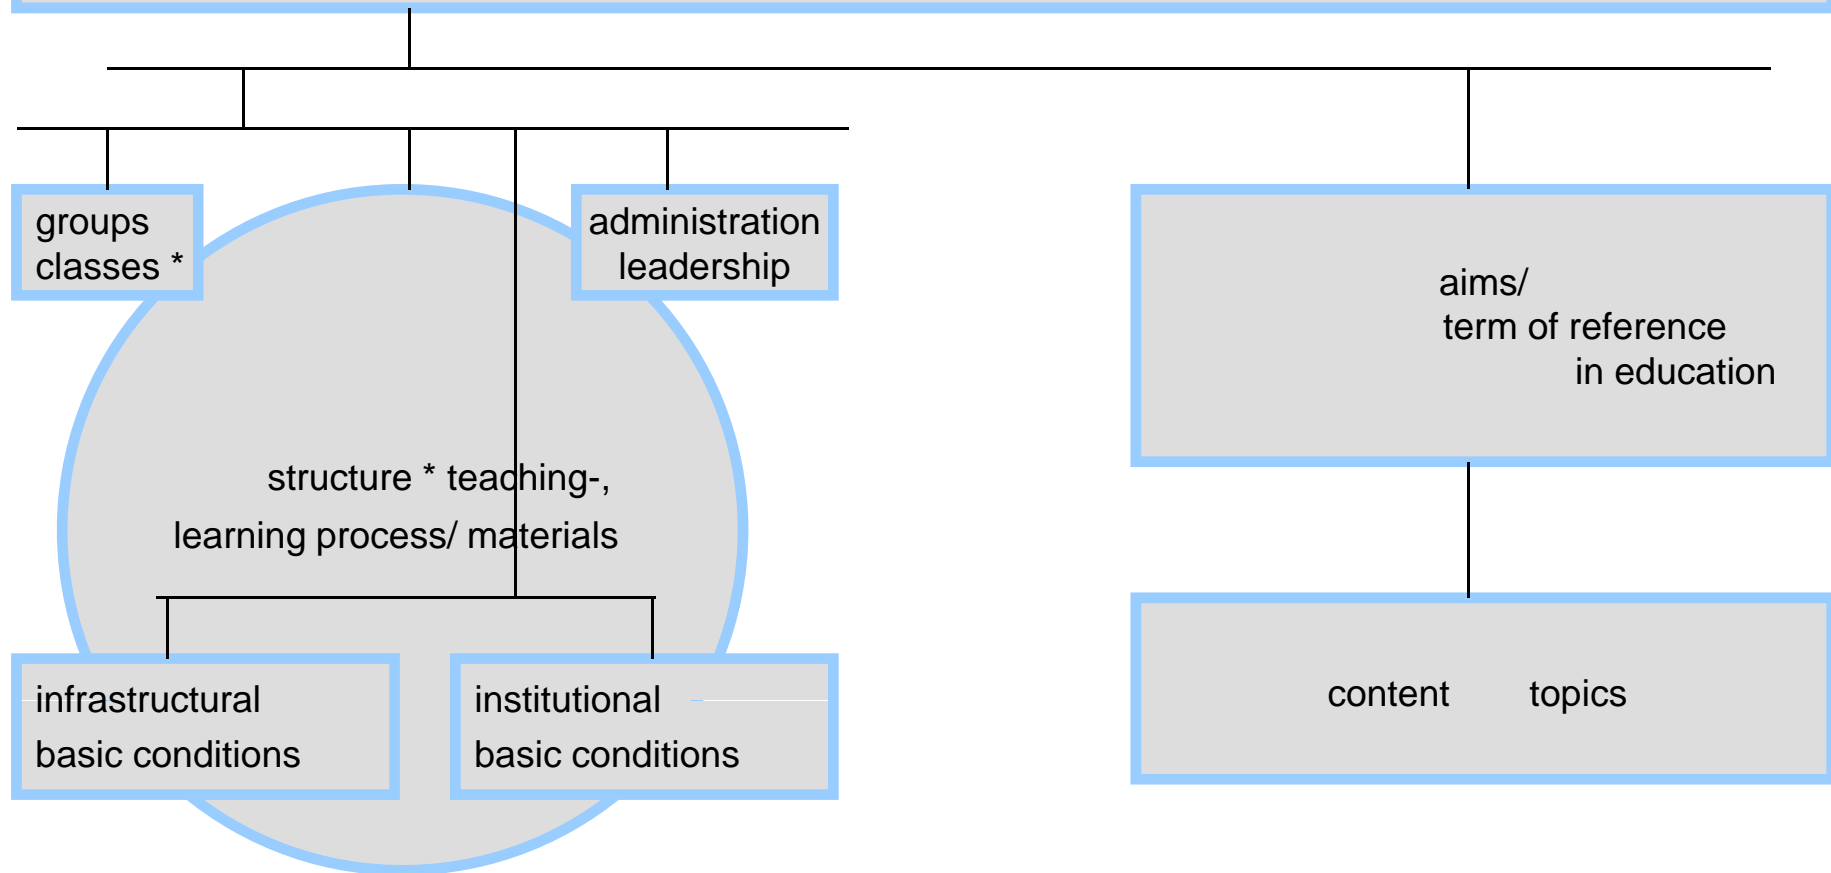 groups
classes *
administration
leadership
aims/
term of reference
in education
structure * teaching-,
learning process/ materials
infrastructural
basic conditions
institutional
basic conditions
content topics